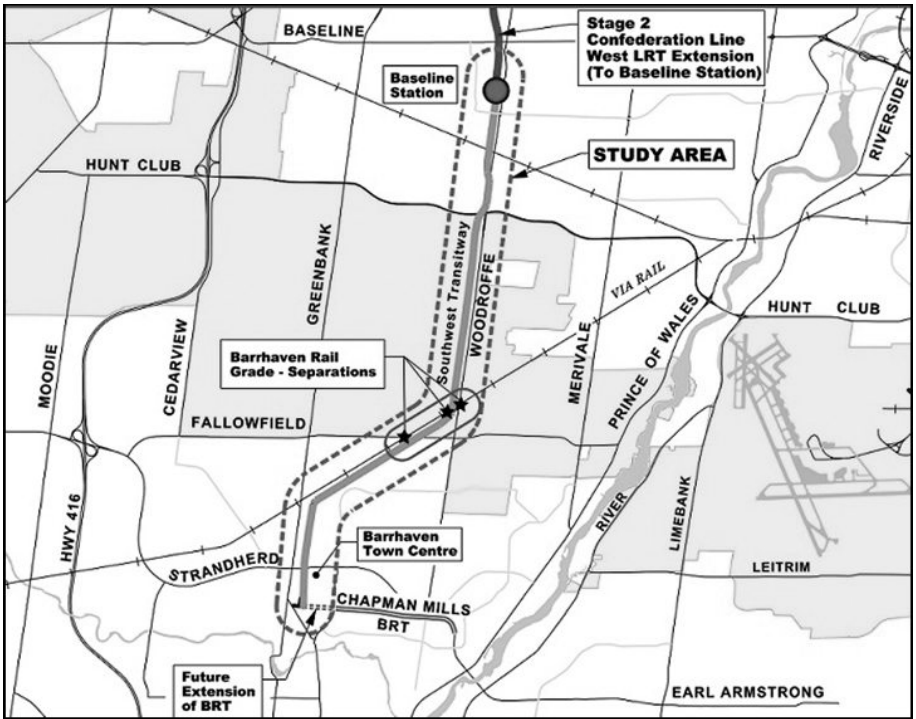 BASELINE
Stage 2
Confederation Line
West LRT Extension
(To Baseline Station)
Baseline
Station
RIVERSIDE
STUDY AREA
HUNT CLUB
Southwest Transitway
WOODROFFE
GREENBANK
VIA RAIL
PRINCE OF WALES
HUNT CLUB
MOODIE
CEDARVIEW
MERIVALE
Barrhaven Rail
Grade - Separations
FALLOWFIELD
HWY 416
RIVER
LIMEBANK
Barrhaven
Town Centre
STRANDHERD
LEITRIM
CHAPMAN MILLS
BRT
Future
Extension
of BRT
EARL ARMSTRONG